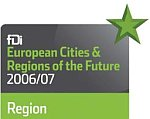 fDi
European Cities &
Regions of the Future
2006/07
Region